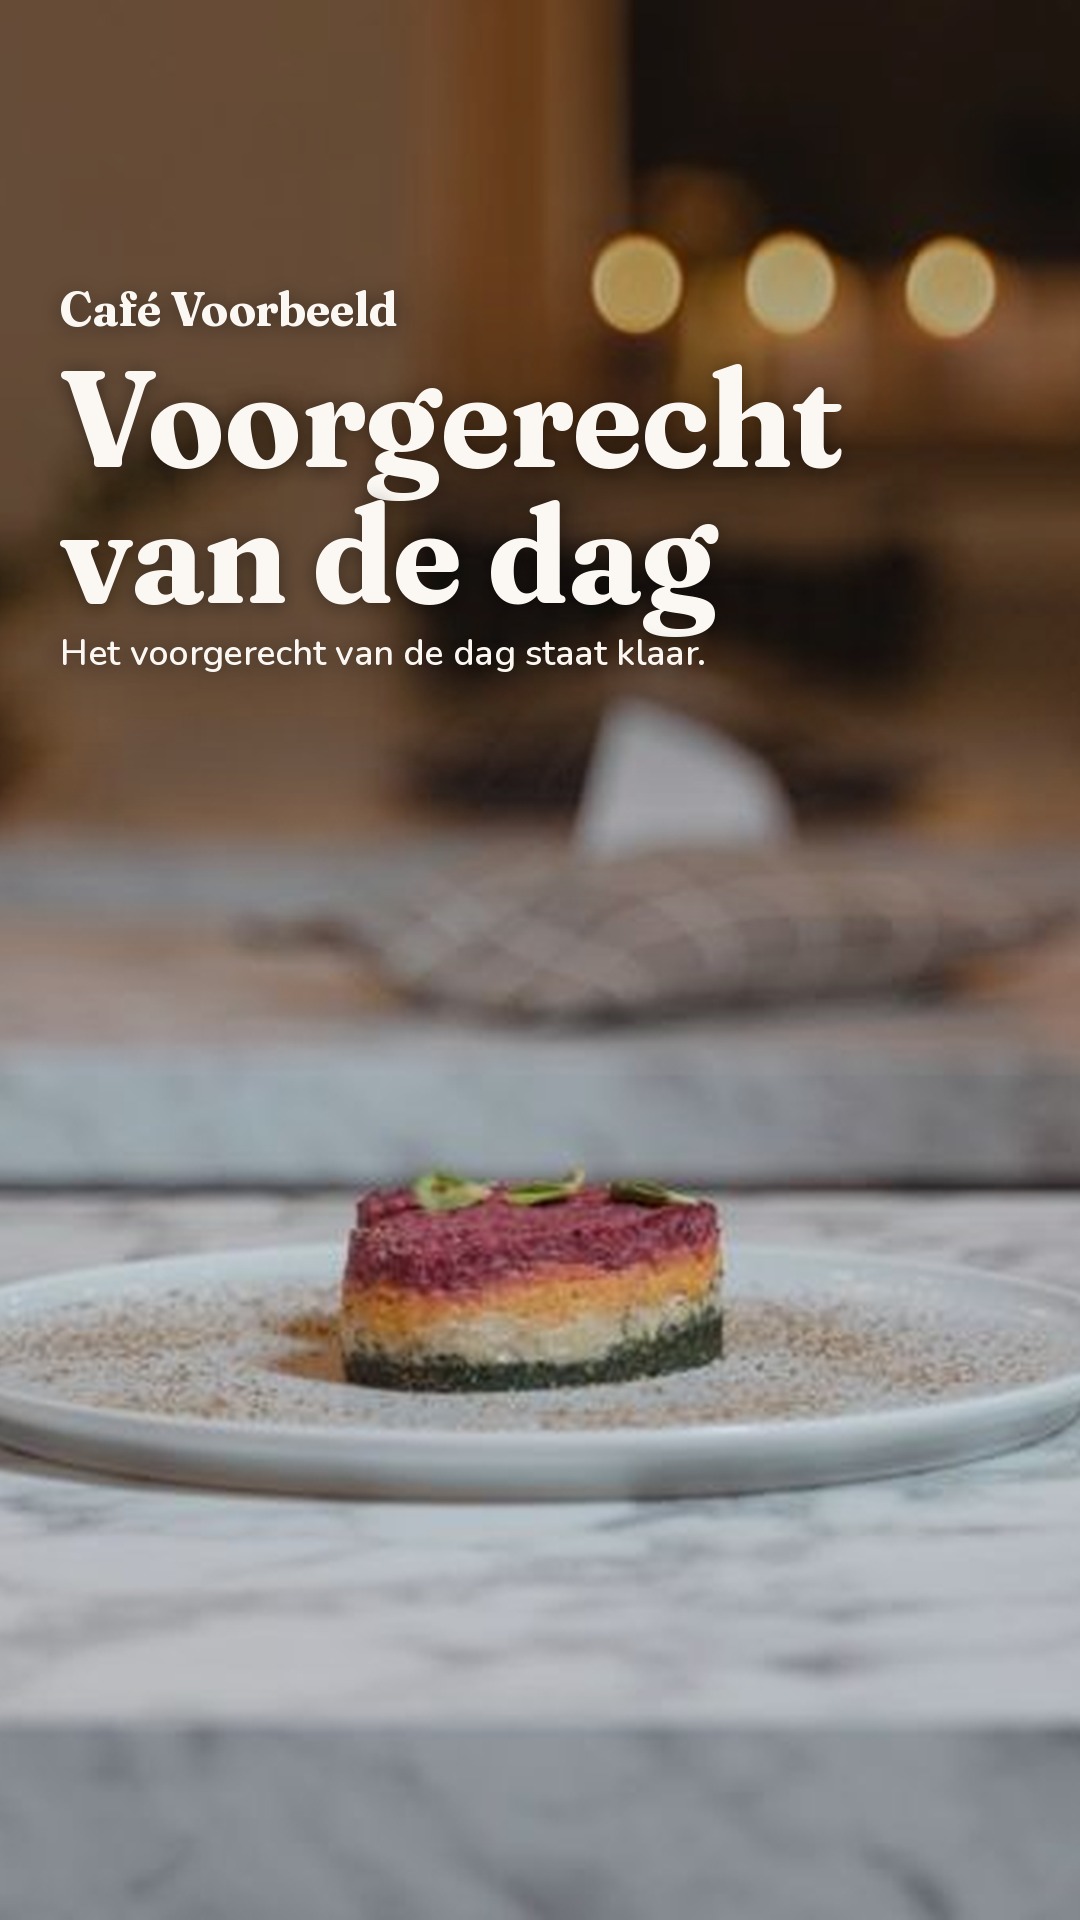 Café Voorbeeld
Voorgerecht
van de dag
Het voorgerecht van de dag staat klaar.